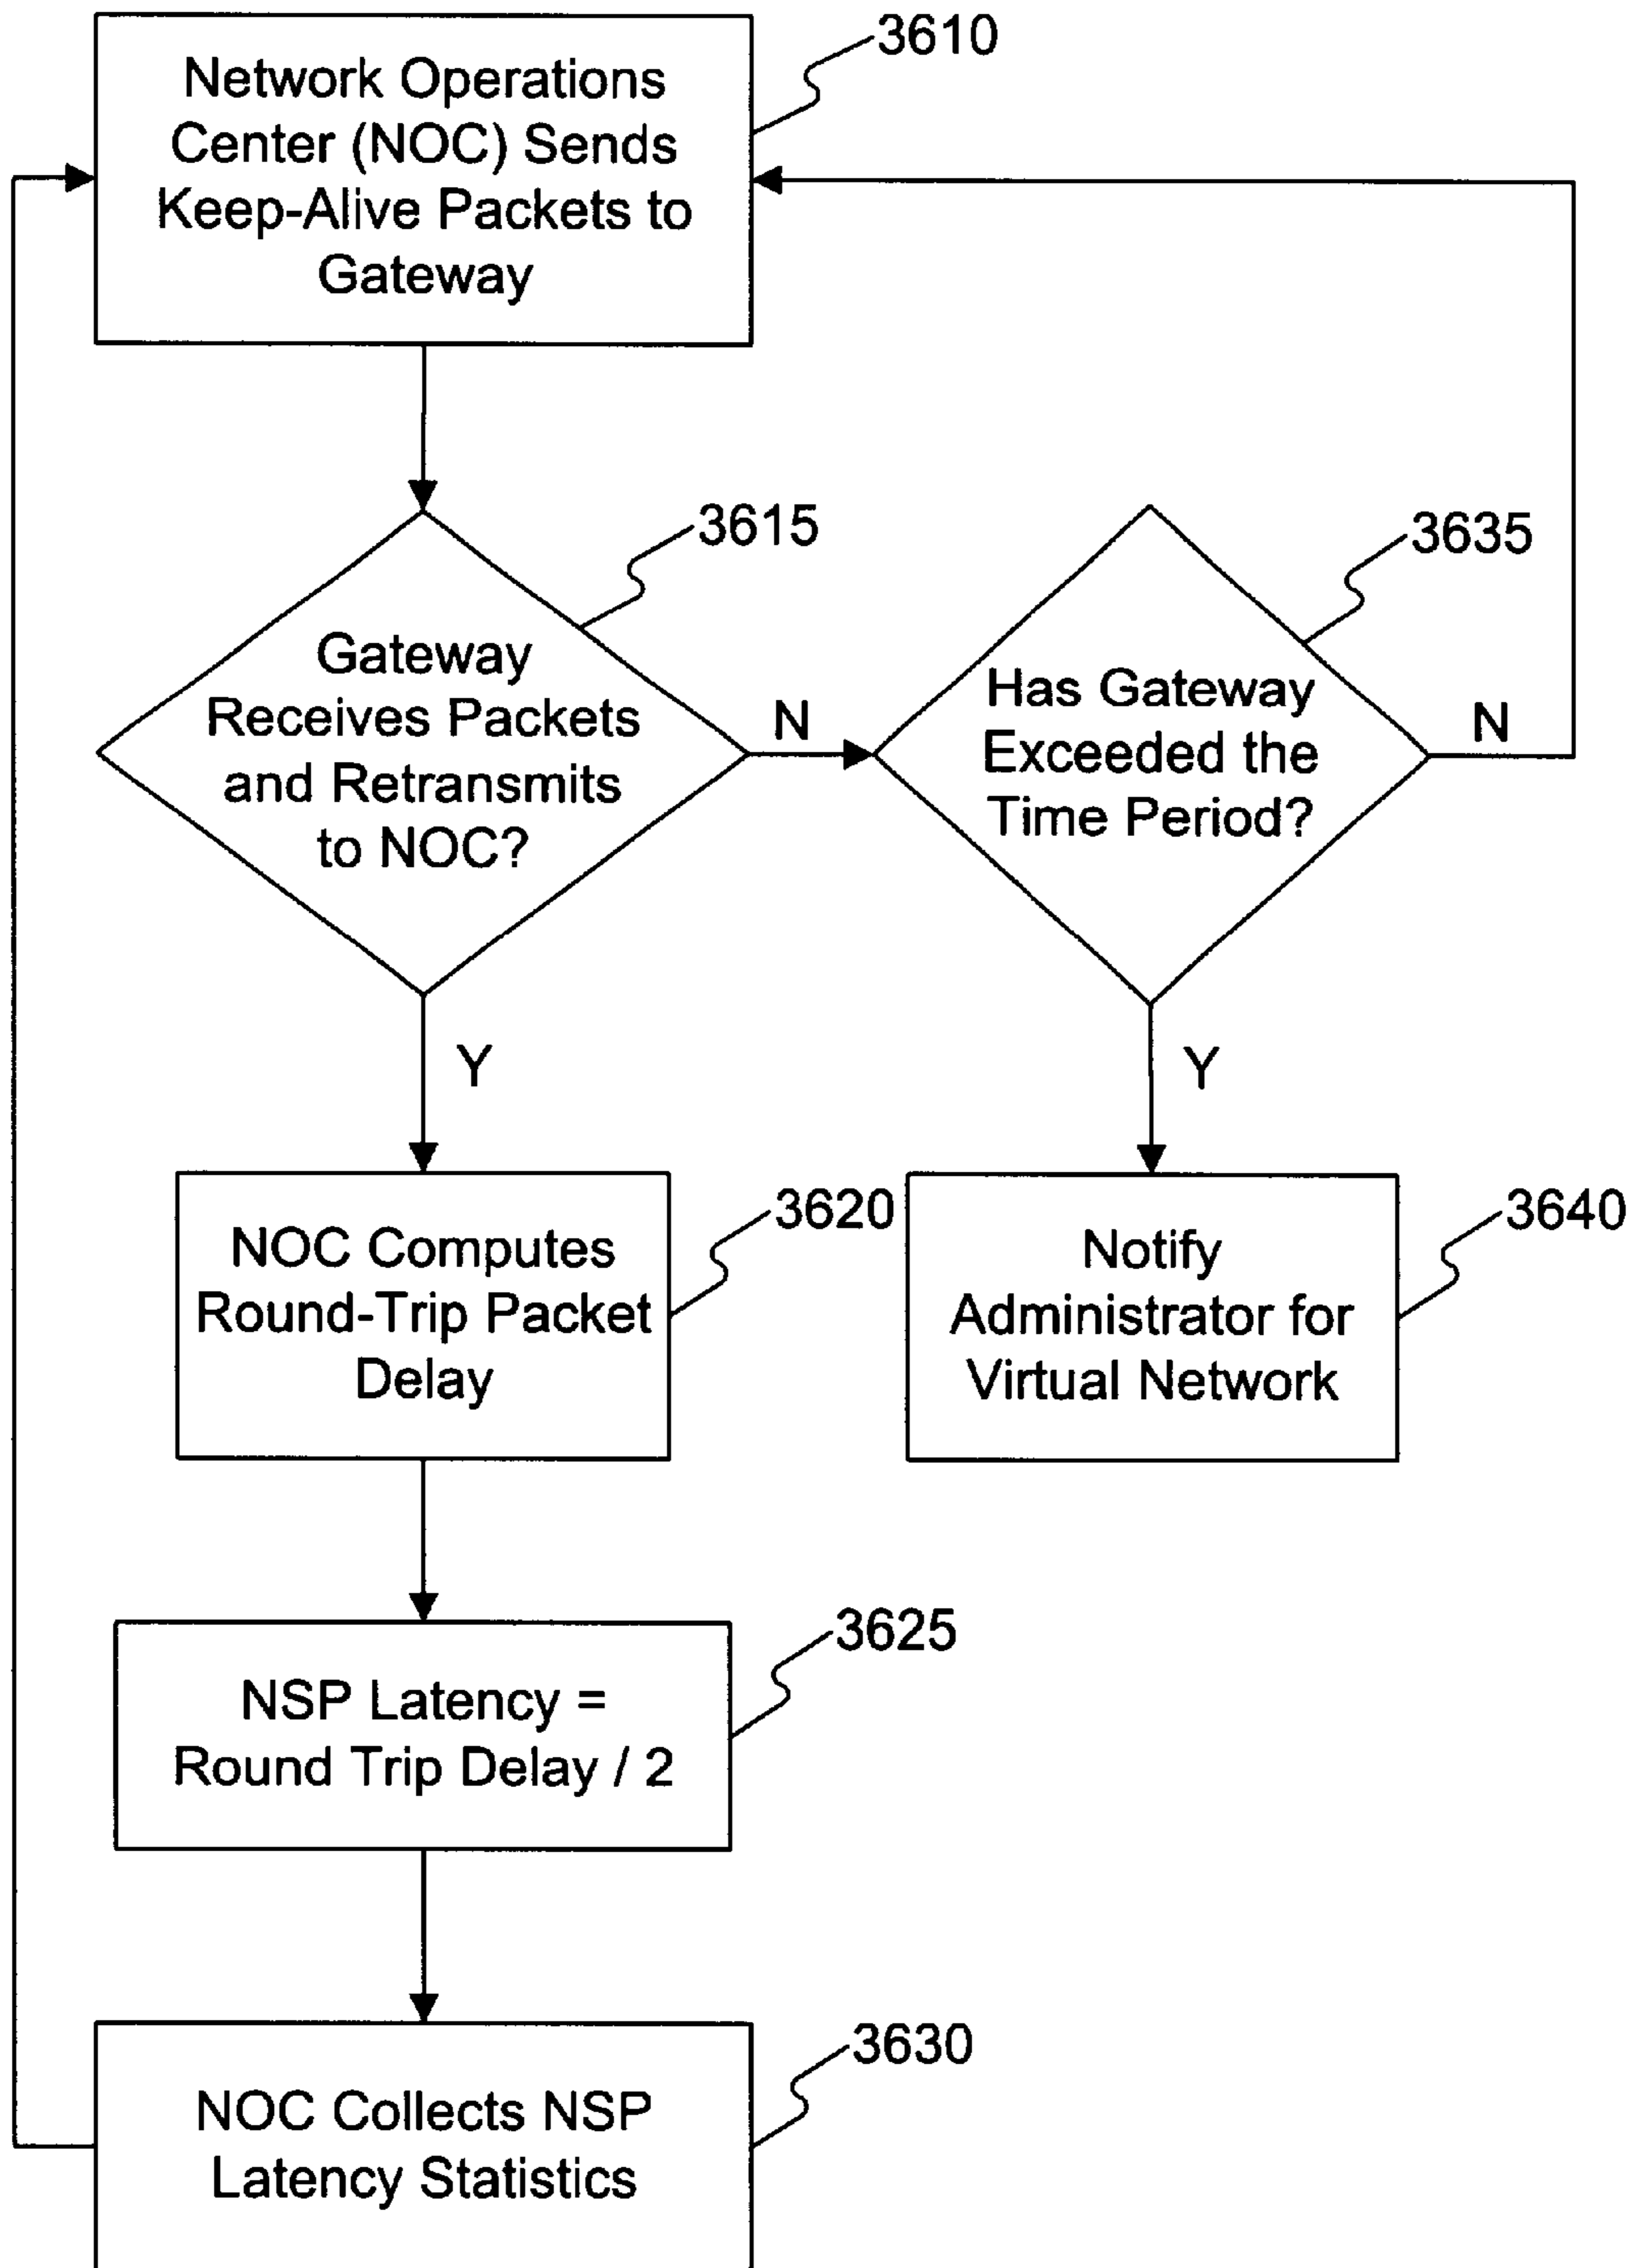 3610
Network Operations
Center (NOC) Sends
Keep-Alive Packets to
Gateway
3615
Gateway
Receives Packets
and Retransmits
to NOC?
N
3635
Has Gateway
Exceeded the
Time Period?
N
Y
Y
3620
NOC Computes
Round-Trip Packet
Delay
3640
Notify
Administrator for
Virtual Network
3625
NSP Latency =
Round Trip Delay / 2
3630
NOC Collects NSP
Latency Statistics